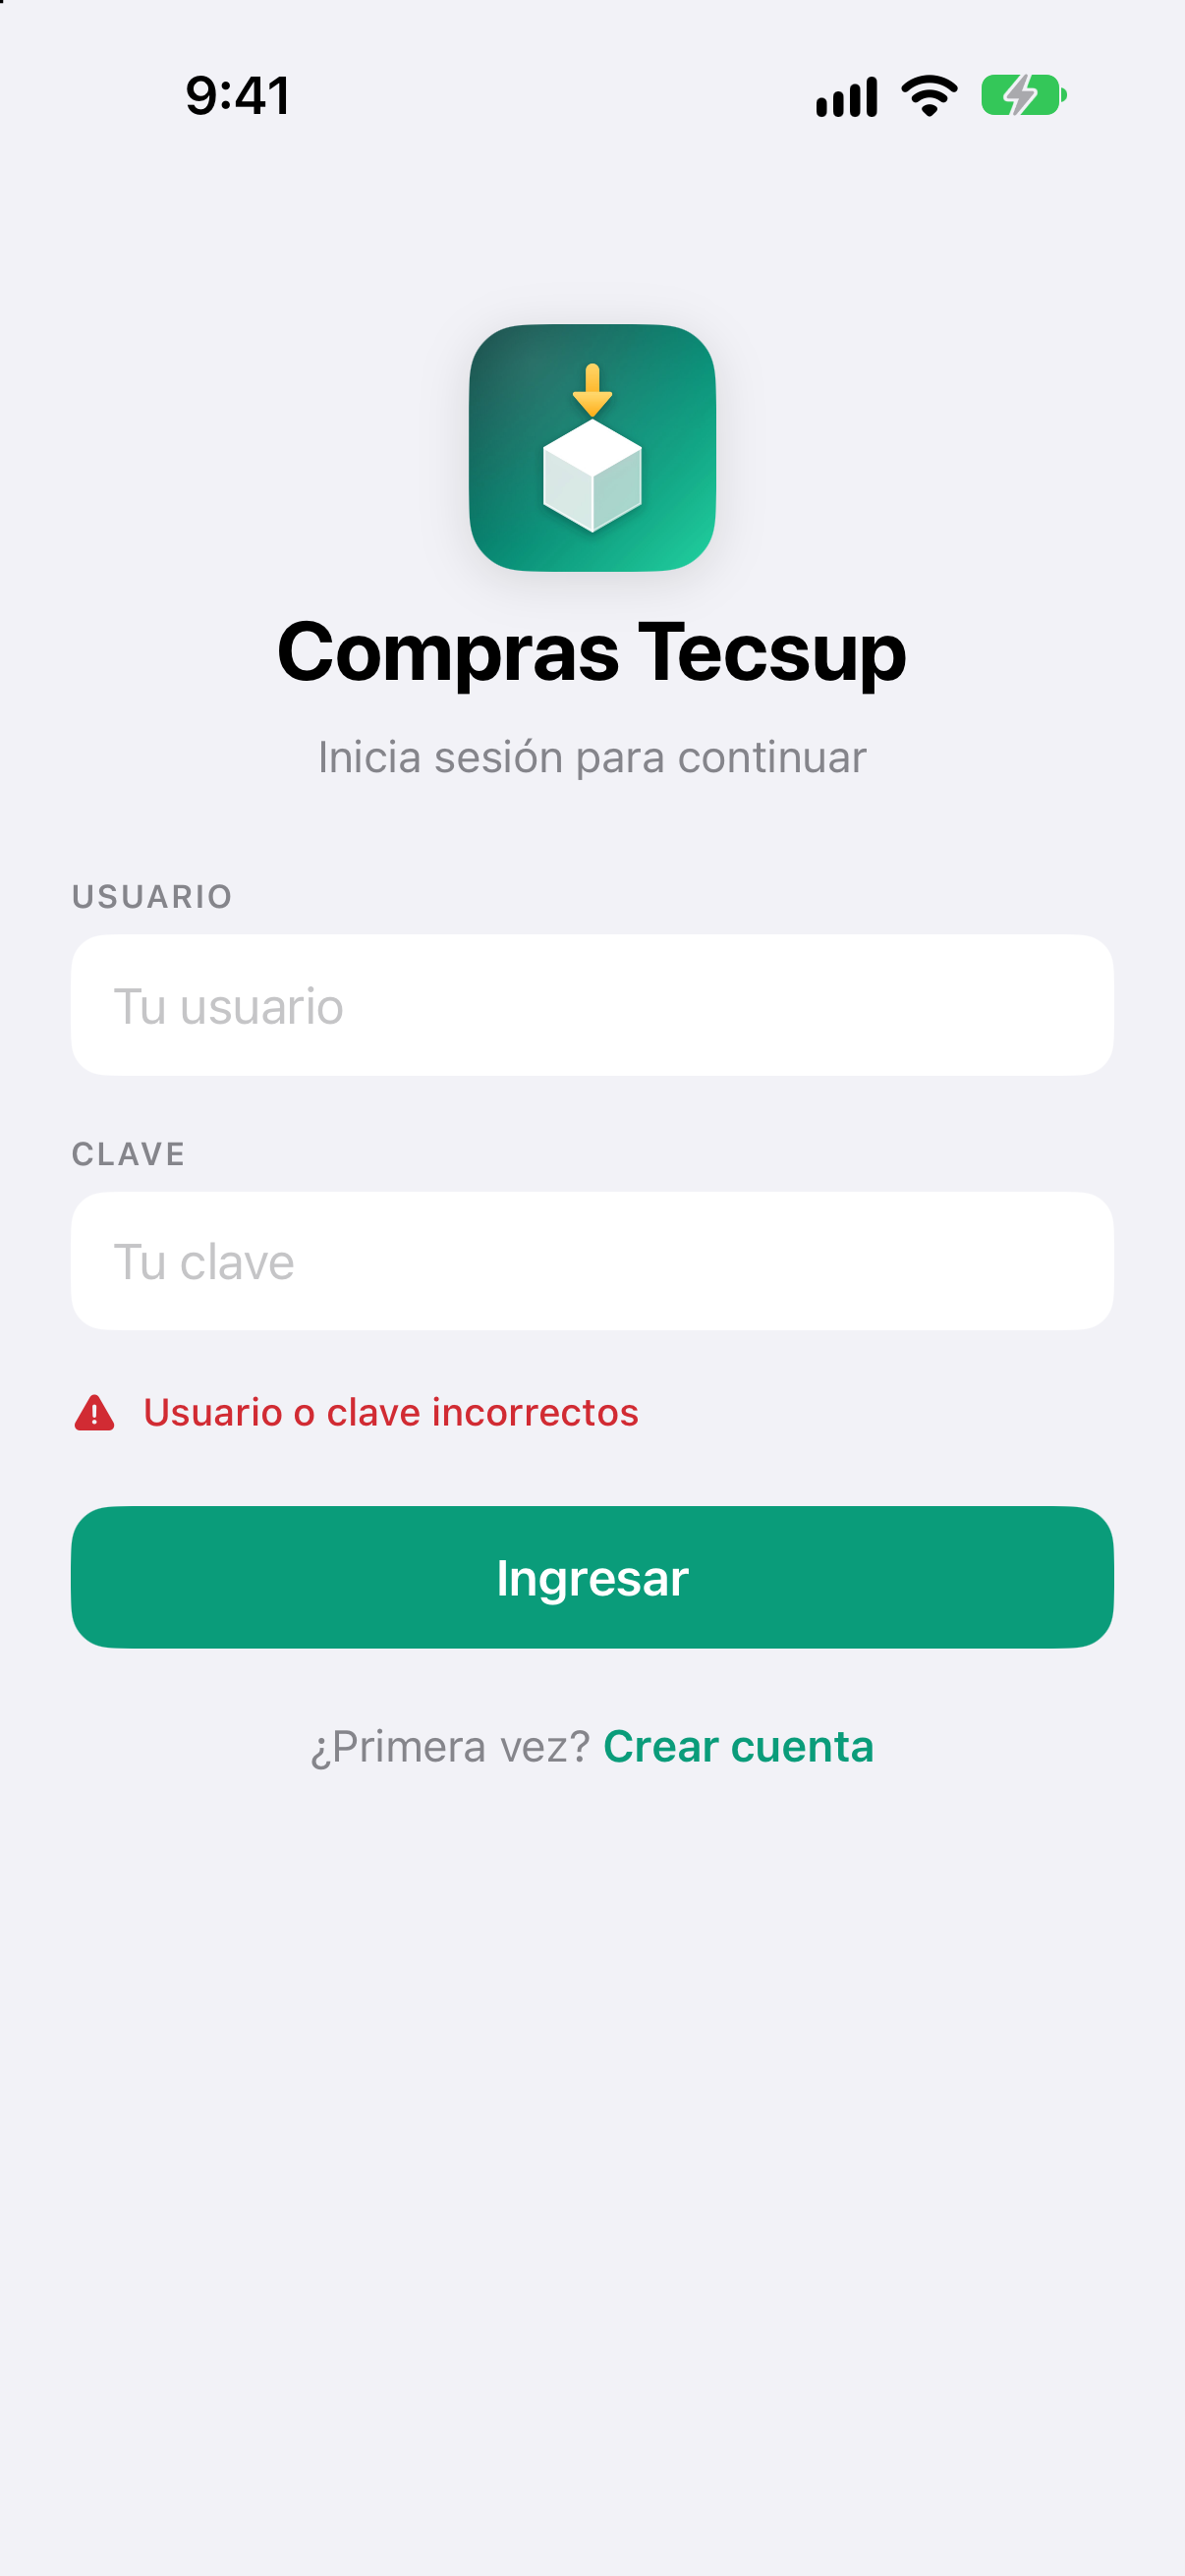 9:41
Compras Tecsup
Inicia sesión para continuar
USUARIO
Tu usuario
CLAVE
Tu clave
Usuario o clave incorrectos
Ingresar
¿Primera vez? Crear cuenta